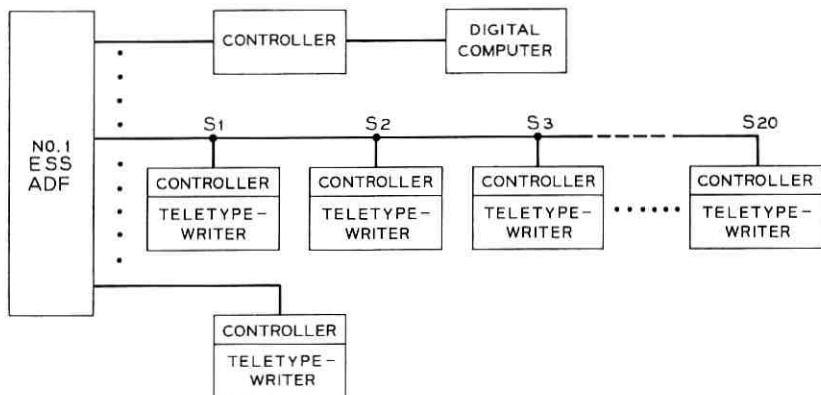 NO. 1
ESS
ADF
CONTROLLER
DIGITAL
COMPUTER
S1
S2
S3
S20
CONTROLLER
TELETYPE-
WRITER
CONTROLLER
TELETYPE-
WRITER
CONTROLLER
TELETYPE-
WRITER
CONTROLLER
TELETYPE-
WRITER
CONTROLLER
TELETYPE-
WRITER